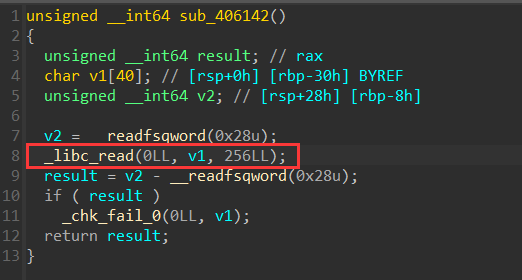 1 unsigned __int64 sub_406142()
2 {
3 unsigned __int64 result; // rax
4 char v1[40]; // [rsp+0h] [rbp-30h] BYREF
5 unsigned __int64 v2; // [rsp+28h] [rbp-8h]
6
7 v2 = __readfsqword(0x28u);
8 _libc_read(0LL, v1, 256LL);
9 result = v2 - __readfsqword(0x28u);
10 if ( result )
11 _chk_fail_0(0LL, v1);
12 return result;
13 }